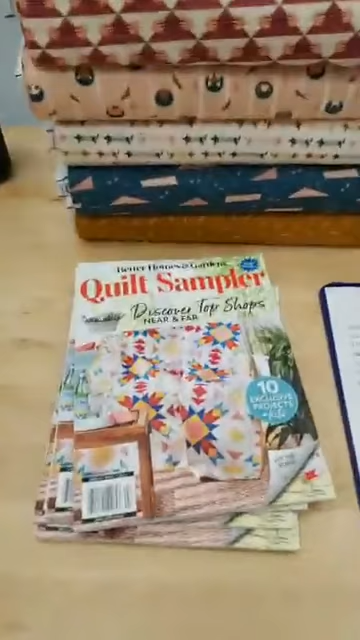 Better Homes & Gardens
Quilt Sampler
Discover Top Shops
NEAR & FAR
10
EXCLUSIVE
PROJECTS